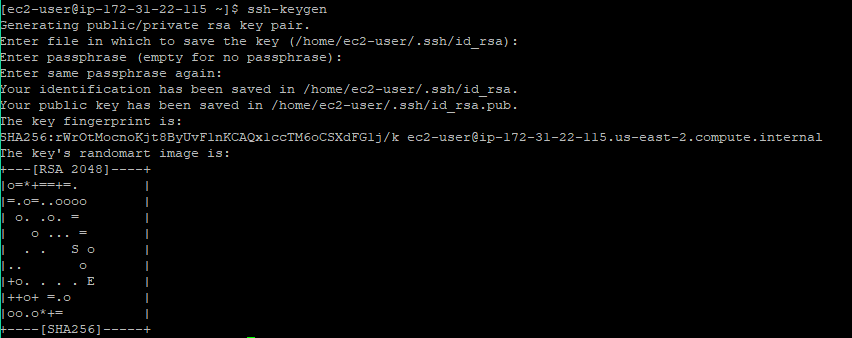 [ec2-user@ip-172-31-22-115 ~]$ ssh-keygen
Generating public/private rsa key pair.
Enter file in which to save the key (/home/ec2-user/.ssh/id_rsa):
Enter passphrase (empty for no passphrase):
Enter same passphrase again:
Your identification has been saved in /home/ec2-user/.ssh/id_rsa.
Your public key has been saved in /home/ec2-user/.ssh/id_rsa.pub.
The key fingerprint is:
SHA256:rWrOtMocnoKjt8ByUvFlnKCAQx1ccTM6oCSXdFG1j/k ec2-user@ip-172-31-22-115.us-east-2.compute.internal
The key's randomart image is:
+---[RSA 2048]----+
|o=*+==+=.        |
|=.o=..oooo       |
| o. .o. =        |
|   o ... =       |
|  . .   S o      |
|..       o       |
|+o. . . . E      |
|++o+ =.o         |
|oo.o*+=          |
+----[SHA256]-----+